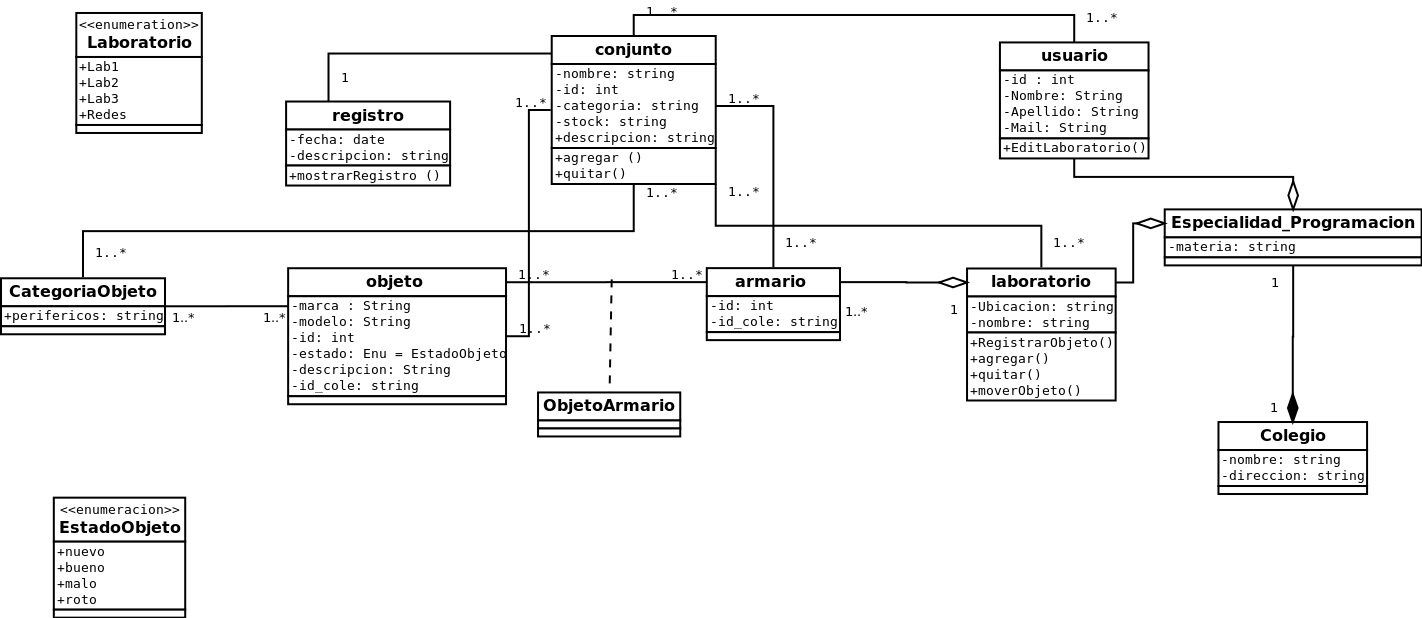 <<enumeration>>
Laboratorio
+Lab1
+Lab2
+Lab3
+Redes
registro
-fecha: date
-descripcion: string
+mostrarRegistro ()
1
conjunto
-nombre: string
-id: int
-categoria: string
-stock: string
+descripcion: string
+agregar ()
+quitar()
1..*
1..*
1..*
1..*
1..*
1..*
usuario
-id : int
-Nombre: String
-Apellido: String
-Mail: String
+EditLaboratorio()
Especialidad_Programacion
-materia: string
1
1..*
CategoriaObjeto
+perifericos: string
1..*
1..*
objeto
-marca : String
-modelo: String
-id: int
-estado: Enu = EstadoObjeto
-descripcion: String
-id_cole: string
1..*
1..*
1..*
1..*
armario
-id: int
-id_cole: string
1..*
1
1..*
laboratorio
-Ubicacion: string
-nombre: string
+RegistrarObjeto()
+agregar()
+quitar()
+moverObjeto()
ObjetoArmario
1
Colegio
-nombre: string
-direccion: string
<<enumeracion>>
EstadoObjeto
+nuevo
+bueno
+malo
+roto